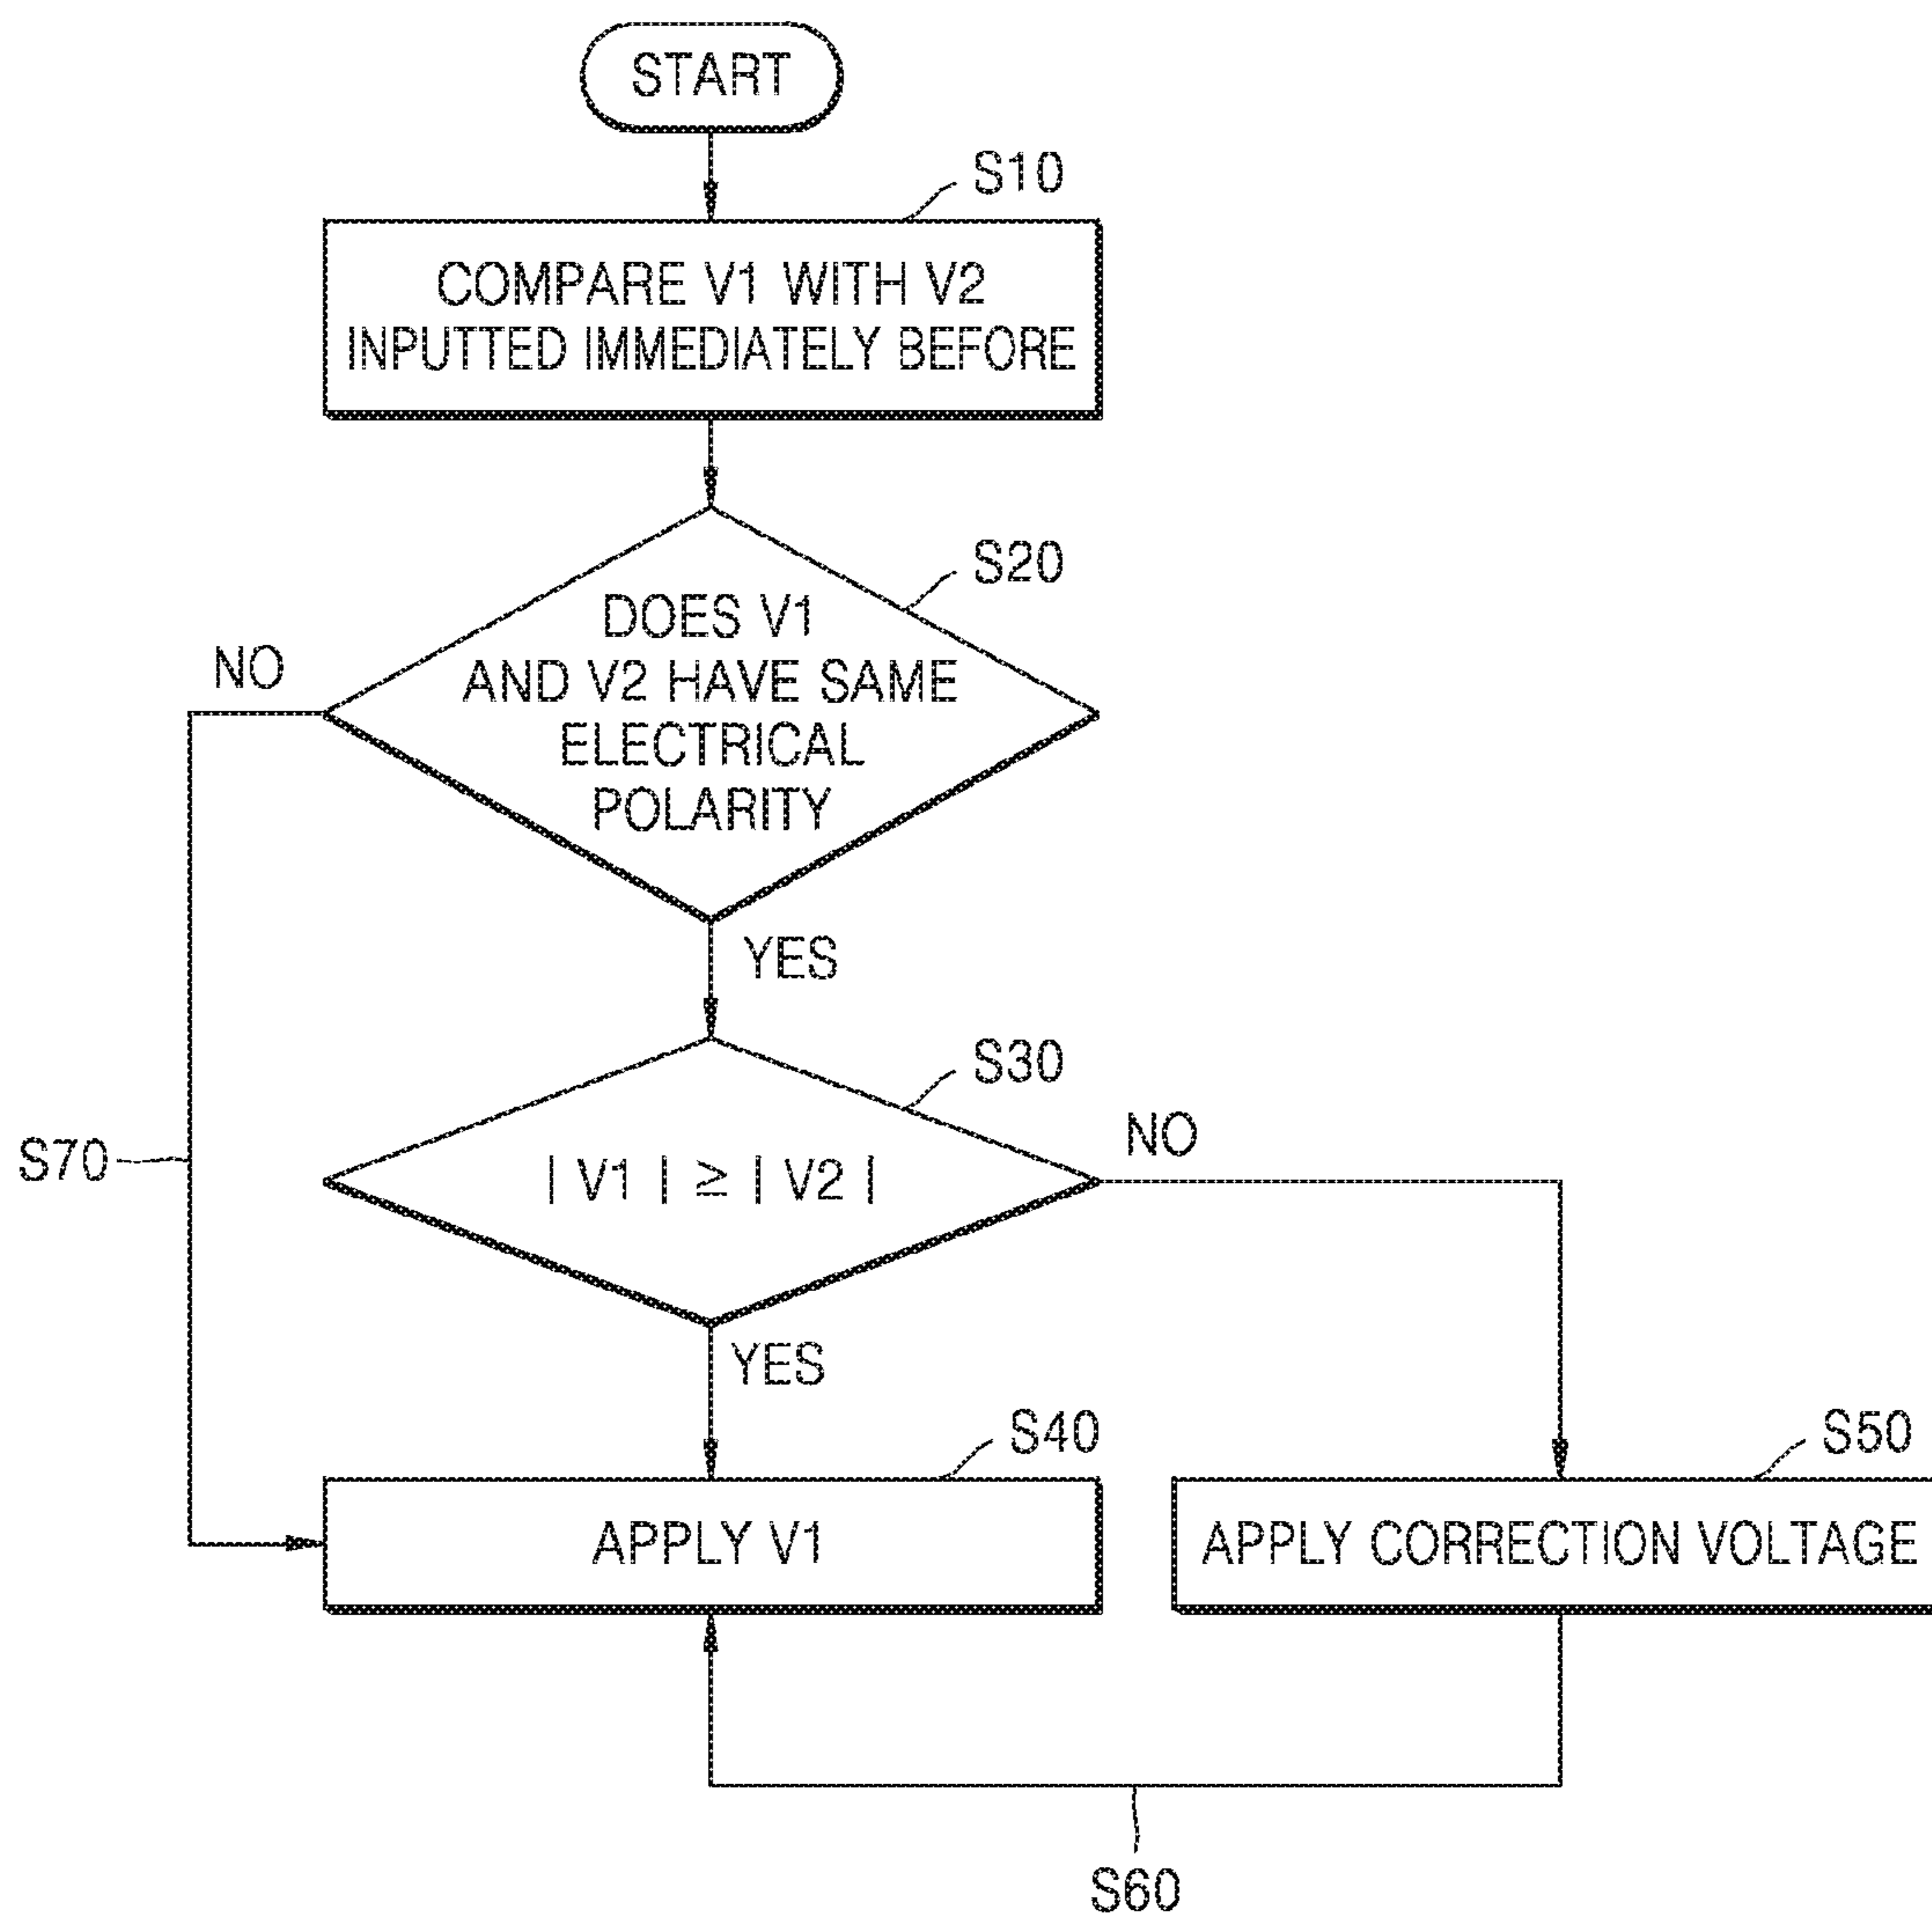 START
S10
COMPARE V1 WITH V2
INPUTTED IMMEDIATELY BEFORE
S20
DOES V1
AND V2 HAVE SAME
ELECTRICAL
POLARITY
NO
YES
S30
| V1 | ≥ | V2 |
NO
S70
YES
S40
APPLY V1
S50
APPLY CORRECTION VOLTAGE
S60